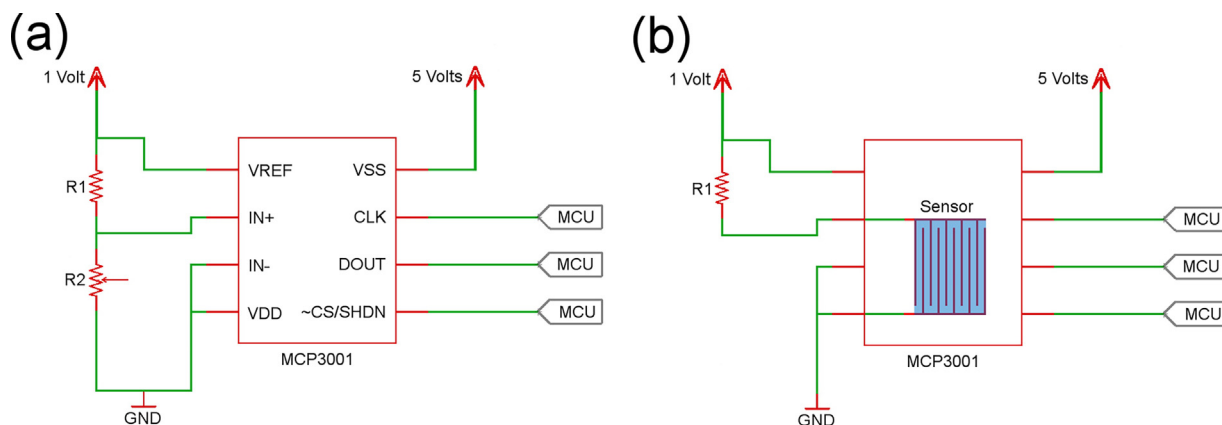 (a)
1 Volt
5 Volts
R1
VREF
VSS
IN+
CLK
MCU
R2
IN-
DOUT
MCU
VDD
~CS/SHDN
MCU
MCP3001
GND
(b)
1 Volt
5 Volts
R1
Sensor
MCU
MCU
MCU
MCP3001
GND